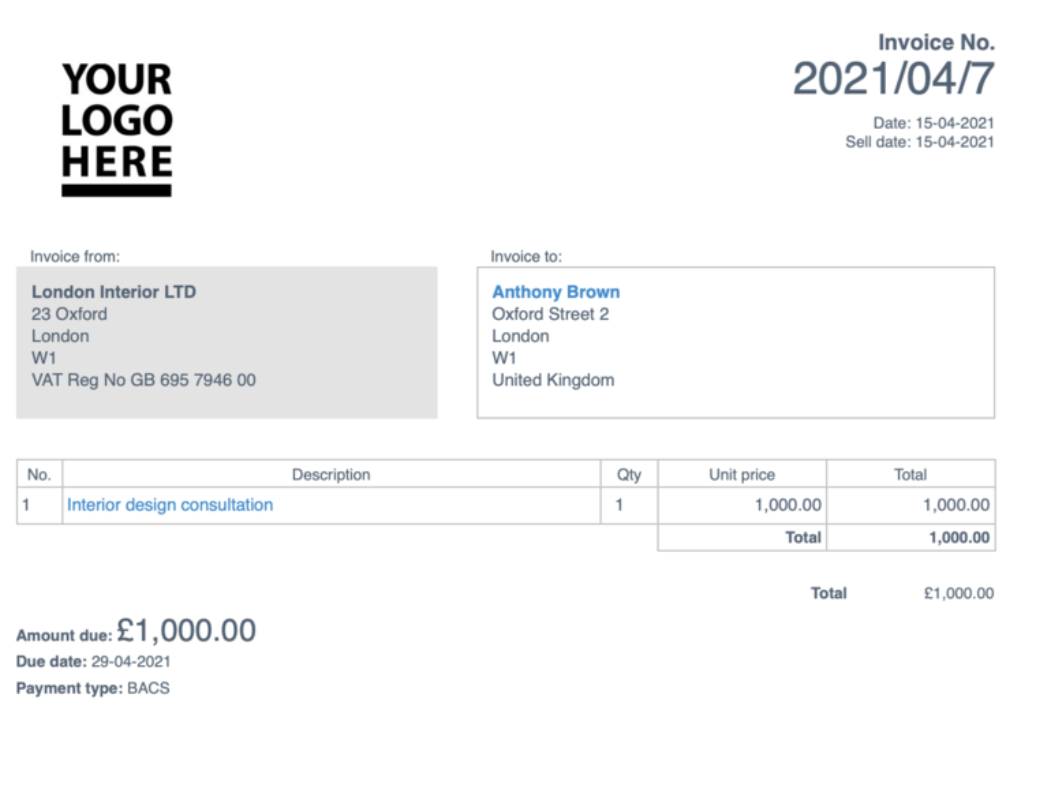 YOUR
LOGO
HERE
Invoice No.
2021/04/7
Date: 15-04-2021
Sell date: 15-04-2021
Invoice from:
London Interior LTD
23 Oxford
London
W1
VAT Reg No GB 695 7946 00
Invoice to:
Anthony Brown
Oxford Street 2
London
W1
United Kingdom
No. Description Qty Unit price Total
1 Interior design consultation 1 1,000.00 1,000.00
Total 1,000.00
Total £1,000.00
Amount due: £1,000.00
Due date: 29-04-2021
Payment type: BACS